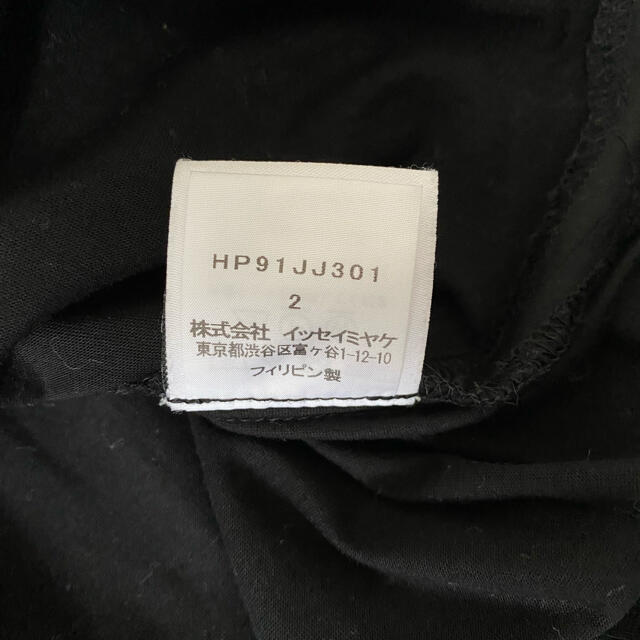 HP91JJ301
2
株式会社 イッセイミヤケ
東京都渋谷区富ヶ谷1-12-10
フィリピン製